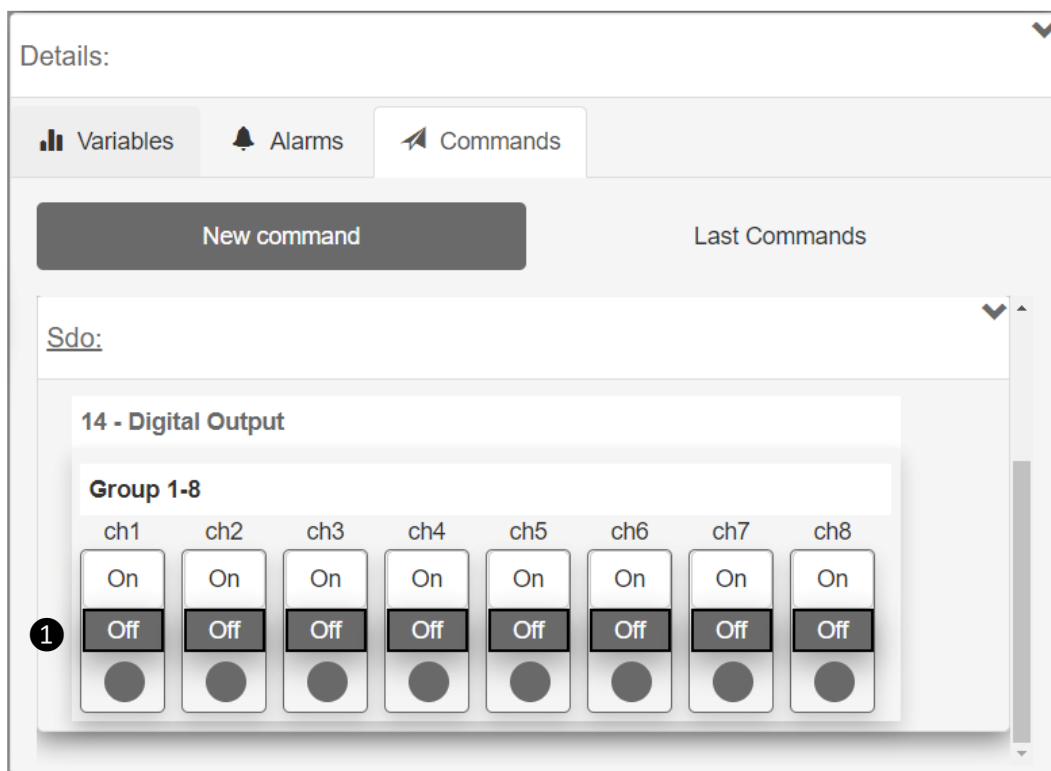 Details:
Variables Alarms Commands
New command Last Commands
Sdo:
14 - Digital Output
Group 1-8
ch1 ch2 ch3 ch4 ch5 ch6 ch7 ch8
On On On On On On On On
1 Off Off Off Off Off Off Off Off